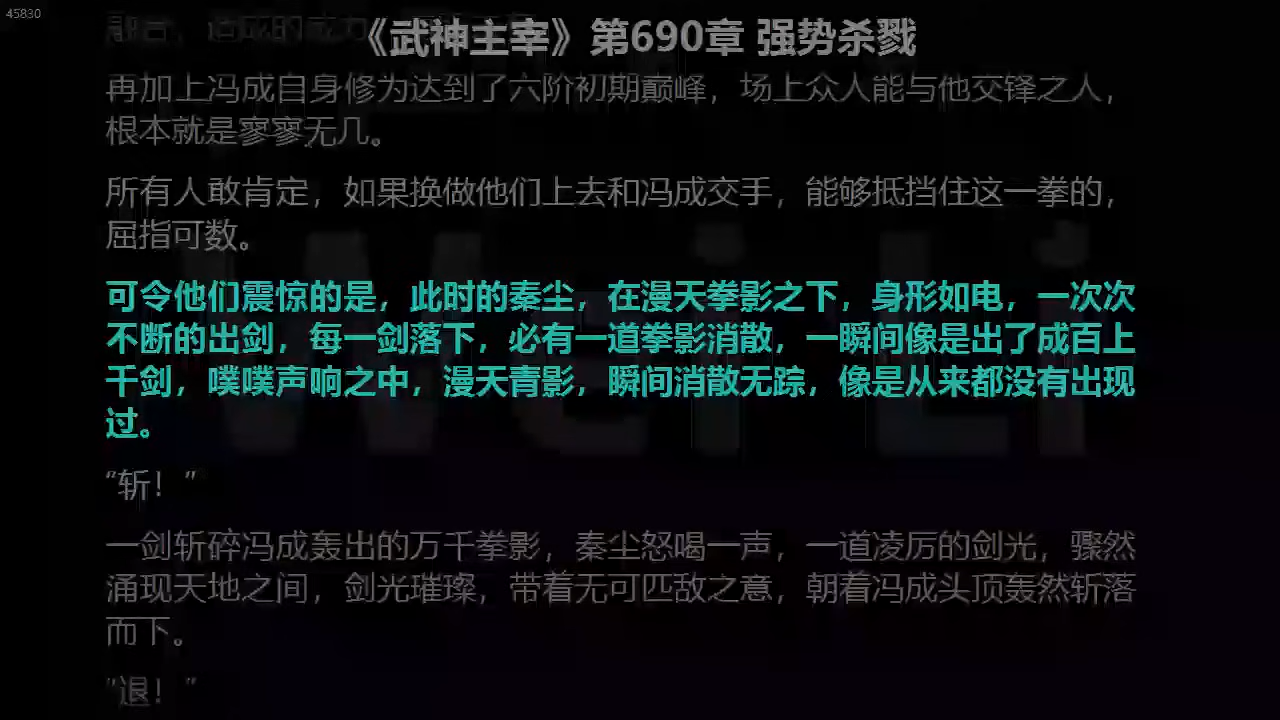 45830
融合，造成的威力
《武神主宰》第690章 强势杀戮
再加上冯成自身修为达到了六阶初期巅峰，场上众人能与他交锋之人，
根本就是寥寥无几。
所有人敢肯定，如果换做他们上去和冯成交手，能够抵挡住这一拳的，
屈指可数。
可令他们震惊的是，此时的秦尘，在漫天拳影之下，身形如电，一次次
不断的出剑，每一剑落下，必有一道拳影消散，一瞬间像是出了成百上
千剑，噗噗声响之中，漫天青影，瞬间消散无踪，像是从来都没有出现
过。
“斩！”
一剑斩碎冯成轰出的万千拳影，秦尘怒喝一声，一道凌厉的剑光，骤然
涌现天地之间，剑光璀璨，带着无可匹敌之意，朝着冯成头顶轰然斩落
而下。
“退！”
Wei Li